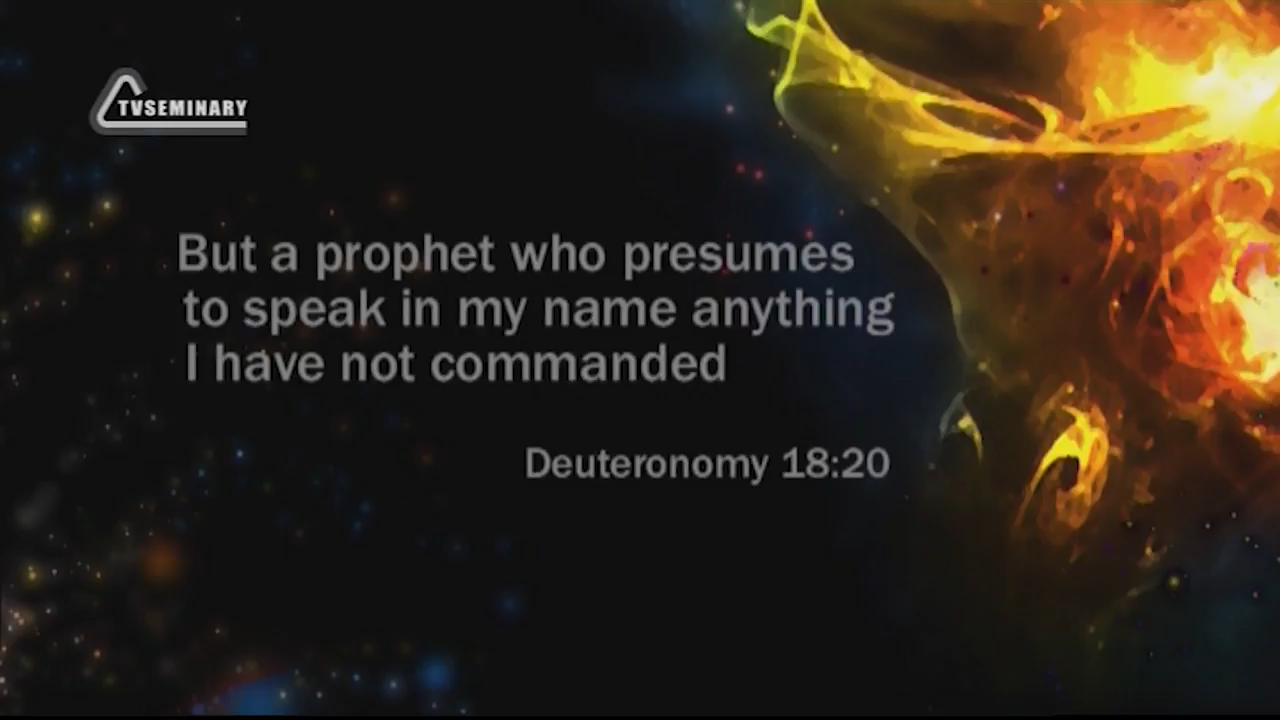 TVSEMINARY
But a prophet who presumes
to speak in my name anything
I have not commanded
Deuteronomy 18:20